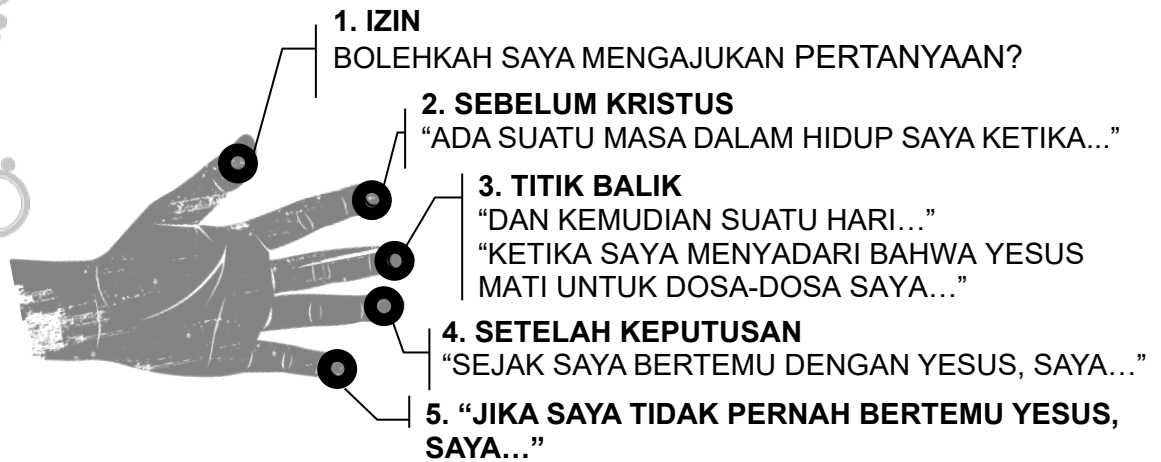 1. IZIN
BOLEHKAH SAYA MENGAJUKAN PERTANYAAN?
2. SEBELUM KRISTUS
“ADA SUATU MASA DALAM HIDUP SAYA KETIKA...”
3. TITIK BALIK
“DAN KEMUDIAN SUATU HARI…”
“KETIKA SAYA MENYADARI BAHWA YESUS
MATI UNTUK DOSA-DOSA SAYA…”
4. SETELAH KEPUTUSAN
“SEJAK SAYA BERTEMU DENGAN YESUS, SAYA…”
5. “JIKA SAYA TIDAK PERNAH BERTEMU YESUS,
SAYA…”